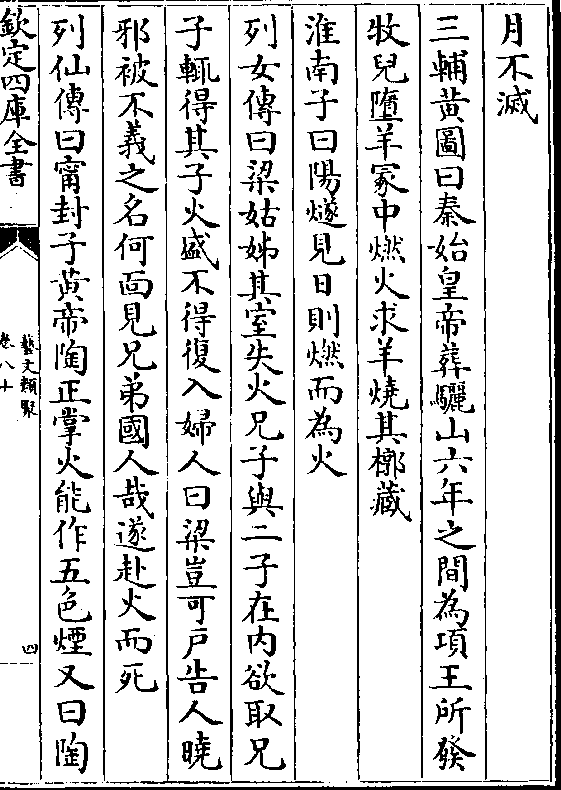 月不滅
三輔黃圖曰秦始皇帝葬驪山六年之間為項王所發
牧兒墮羊冡中燃火求羊燒其槨藏
淮南子曰陽燧見日則燃而為火
列女傳曰梁姑姊其室失火兄子與二子在内欲取兄
子輒得其子火盛不得復入婦人曰梁豈可户告人曉
邪被不義之名何面見兄弟國人哉遂赴火而死
列仙傳曰甯封子黃帝陶正掌火能作五色煙又曰陶
欽定四庫全書
藝文類聚
卷八十
四